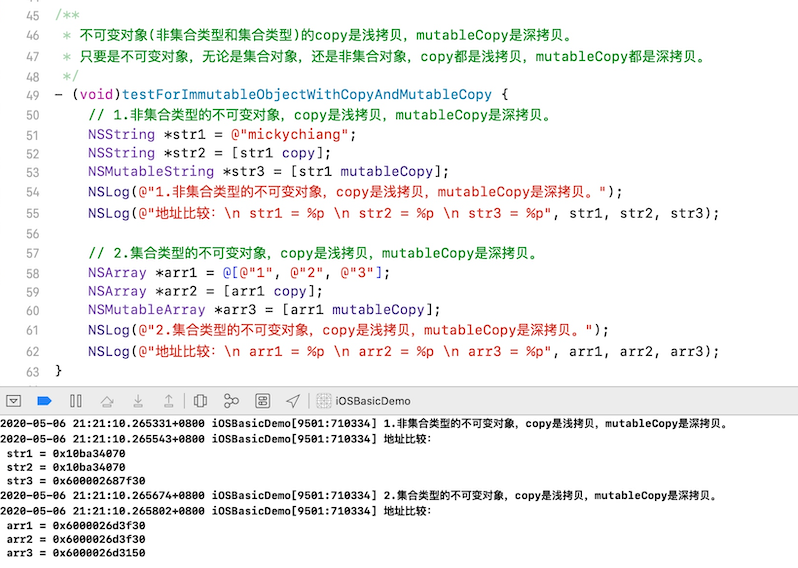 45 /**
46 * 不可变对象(非集合类型和集合类型)的copy是浅拷贝，mutableCopy是深拷贝。
47 * 只要是不可变对象，无论是集合对象，还是非集合对象，copy都是浅拷贝，mutableCopy都是深拷贝。
48 */
49 - (void)testForImmutableObjectWithCopyAndMutableCopy {
50 // 1.非集合类型的不可变对象，copy是浅拷贝，mutableCopy是深拷贝。
51 NSString *str1 = @"mickychiang";
52 NSString *str2 = [str1 copy];
53 NSMutableString *str3 = [str1 mutableCopy];
54 NSLog(@"1.非集合类型的不可变对象，copy是浅拷贝，mutableCopy是深拷贝。");
55 NSLog(@"地址比较：\n str1 = %p \n str2 = %p \n str3 = %p", str1, str2, str3);
56
57 // 2.集合类型的不可变对象，copy是浅拷贝，mutableCopy是深拷贝。
58 NSArray *arr1 = @[@"1", @"2", @"3"];
59 NSArray *arr2 = [arr1 copy];
60 NSMutableArray *arr3 = [arr1 mutableCopy];
61 NSLog(@"2.集合类型的不可变对象，copy是浅拷贝，mutableCopy是深拷贝。");
62 NSLog(@"地址比较：\n arr1 = %p \n arr2 = %p \n arr3 = %p", arr1, arr2, arr3);
63 }
iOSBasicDemo
2020-05-06 21:21:10.265331+0800 iOSBasicDemo[9501:710334] 1.非集合类型的不可变对象，copy是浅拷贝，mutableCopy是深拷贝。
2020-05-06 21:21:10.265543+0800 iOSBasicDemo[9501:710334] 地址比较：
str1 = 0x10ba34070
str2 = 0x10ba34070
str3 = 0x600002687f30
2020-05-06 21:21:10.265674+0800 iOSBasicDemo[9501:710334] 2.集合类型的不可变对象，copy是浅拷贝，mutableCopy是深拷贝。
2020-05-06 21:21:10.265802+0800 iOSBasicDemo[9501:710334] 地址比较：
arr1 = 0x6000026d3f30
arr2 = 0x6000026d3f30
arr3 = 0x6000026d3150